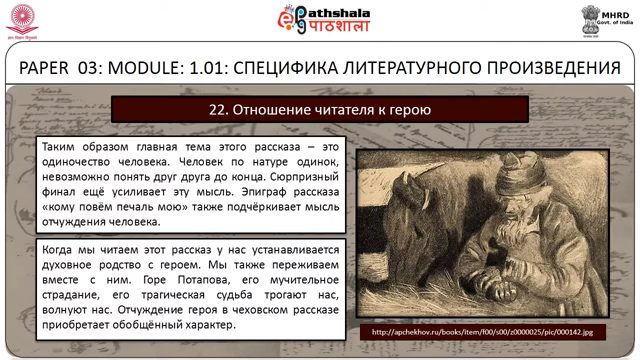 ePathshala
पाठशाला
MHRD
Govt. of India
PAPER 03: MODULE: 1.01: СПЕЦИФИКА ЛИТЕРАТУРНОГО ПРОИЗВЕДЕНИЯ
22. Отношение читателя к герою
Таким образом главная тема этого рассказа – это
одиночество человека. Человек по натуре одинок,
невозможно понять друг друга до конца. Сюрпризный
финал ещё усиливает эту мысль. Эпиграф рассказа
«кому повём печаль мою» также подчёркивает мысль
отчуждения человека.
Когда мы читаем этот рассказ у нас устанавливается
духовное родство с героем. Мы также переживаем
вместе с ним. Горе Потапова, его мучительное
страдание, его трагическая судьба трогают нас,
волнуют нас. Отчуждение героя в чеховском рассказе
приобретает обобщённый характер.
http://apchekhov.ru/books/item/f00/s00/z0000025/pic/000142.jpg